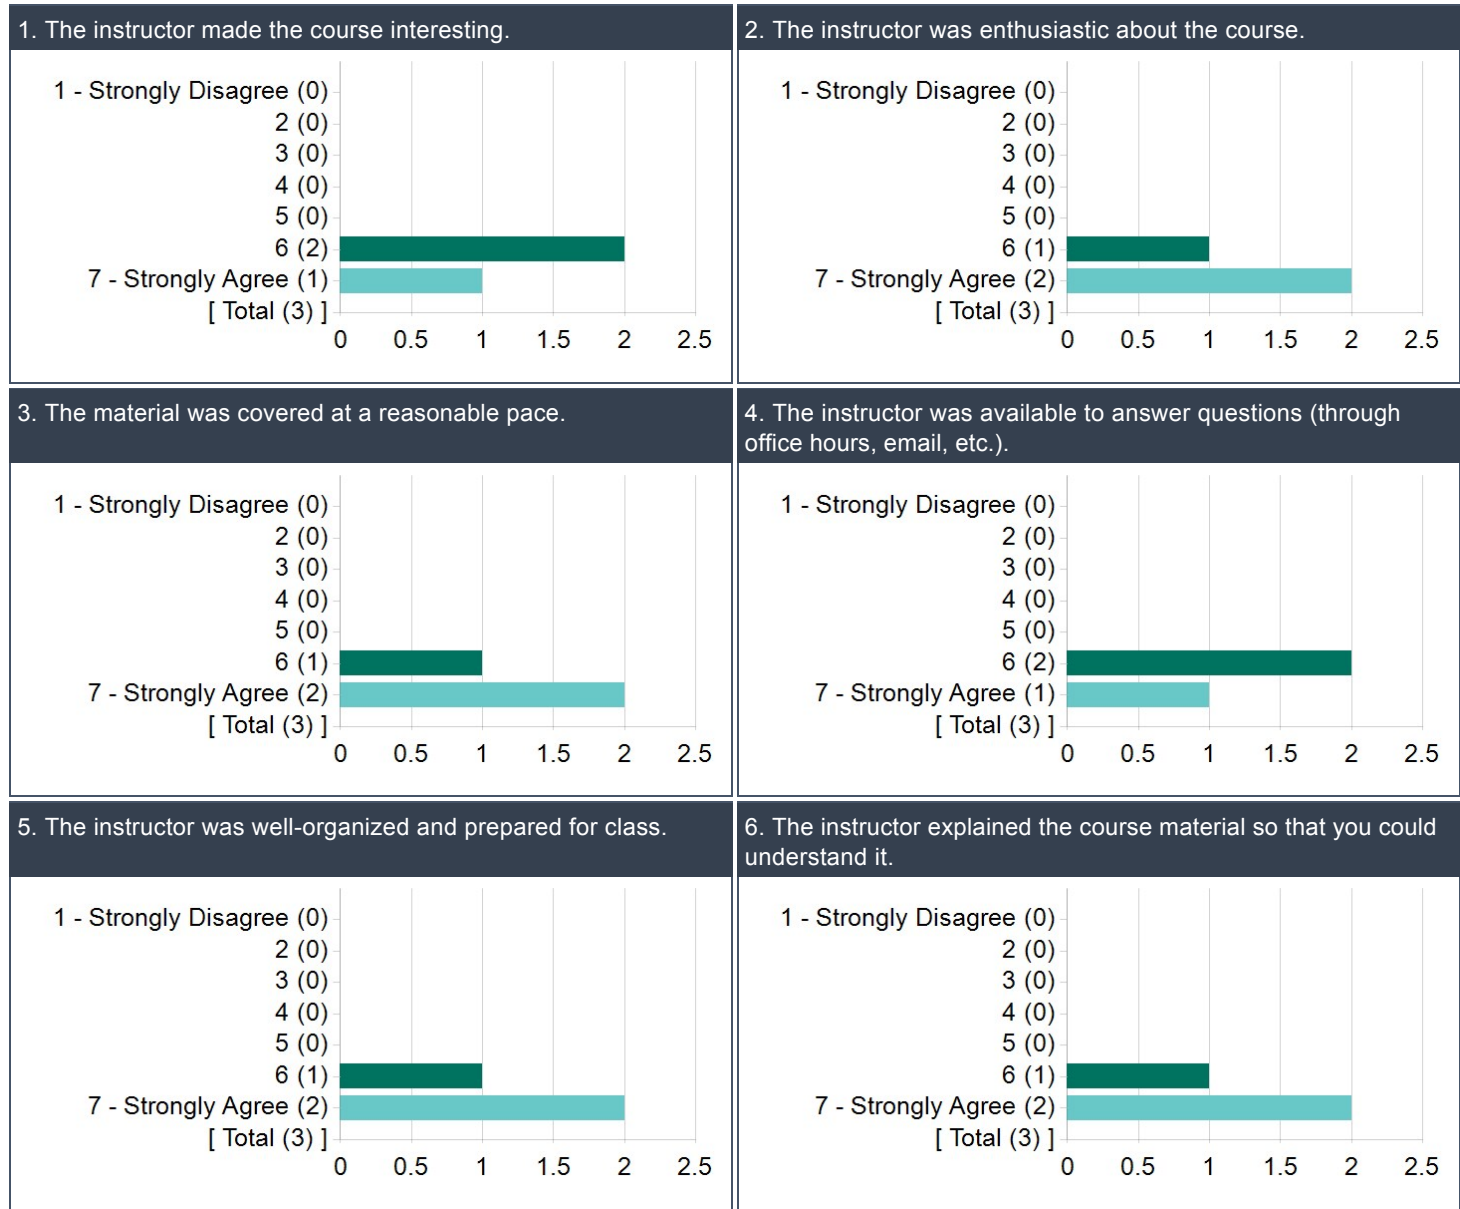 1. The instructor made the course interesting.
1 - Strongly Disagree (0)
2 (0)
3 (0)
4 (0)
5 (0)
6 (2)
7 - Strongly Agree (1)
[ Total (3) ]
0 0.5 1 1.5 2 2.5
2. The instructor was enthusiastic about the course.
1 - Strongly Disagree (0)
2 (0)
3 (0)
4 (0)
5 (0)
6 (1)
7 - Strongly Agree (2)
[ Total (3) ]
0 0.5 1 1.5 2 2.5
3. The material was covered at a reasonable pace.
1 - Strongly Disagree (0)
2 (0)
3 (0)
4 (0)
5 (0)
6 (1)
7 - Strongly Agree (2)
[ Total (3) ]
0 0.5 1 1.5 2 2.5
4. The instructor was available to answer questions (through
office hours, email, etc.).
1 - Strongly Disagree (0)
2 (0)
3 (0)
4 (0)
5 (0)
6 (2)
7 - Strongly Agree (1)
[ Total (3) ]
0 0.5 1 1.5 2 2.5
5. The instructor was well-organized and prepared for class.
1 - Strongly Disagree (0)
2 (0)
3 (0)
4 (0)
5 (0)
6 (1)
7 - Strongly Agree (2)
[ Total (3) ]
0 0.5 1 1.5 2 2.5
6. The instructor explained the course material so that you could
understand it.
1 - Strongly Disagree (0)
2 (0)
3 (0)
4 (0)
5 (0)
6 (1)
7 - Strongly Agree (2)
[ Total (3) ]
0 0.5 1 1.5 2 2.5